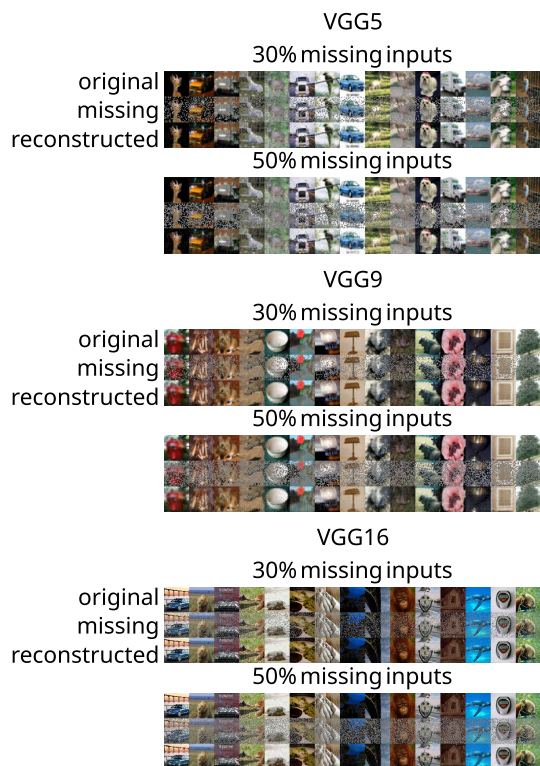 VGG5
30% missing inputs
original
missing
reconstructed
50% missing inputs
VGG9
30% missing inputs
original
missing
reconstructed
50% missing inputs
VGG16
30% missing inputs
original
missing
reconstructed
50% missing inputs